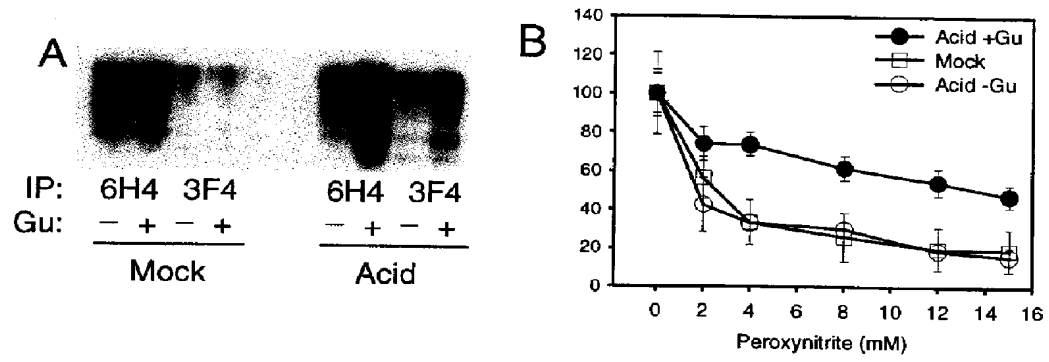 A
IP: 6H4 3F4 6H4 3F4
Gu: – + – + – + – +
Mock Acid
B
140
120
100
80
60
40
20
0
Acid +Gu
Mock
Acid -Gu
0 2 4 6 8 10 12 14 16
Peroxynitrite (mM)